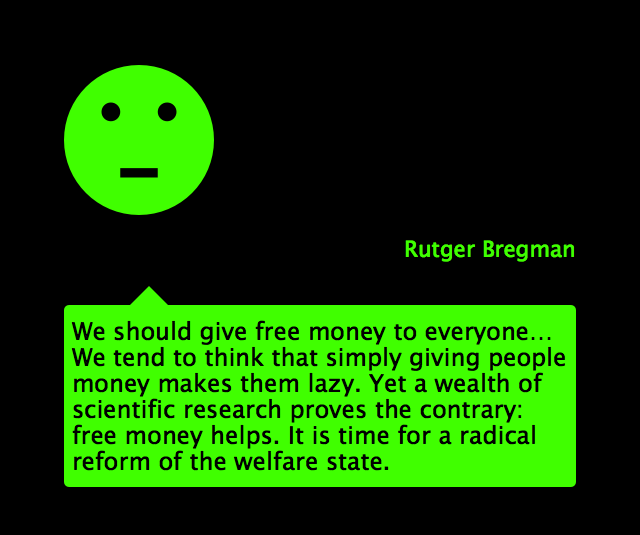 Rutger Bregman
We should give free money to everyone...
We tend to think that simply giving people
money makes them lazy. Yet a wealth of
scientific research proves the contrary:
free money helps. It is time for a radical
reform of the welfare state.